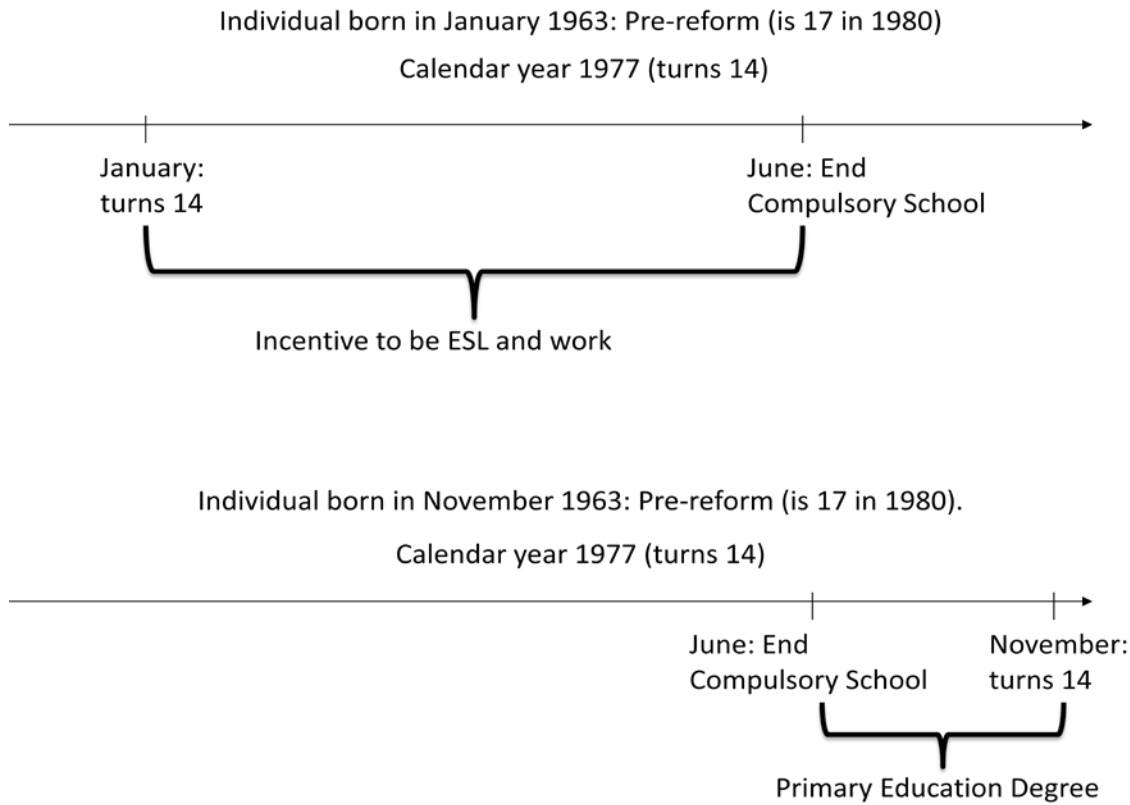 Individual born in January 1963: Pre-reform (is 17 in 1980)
Calendar year 1977 (turns 14)
January:
turns 14
June: End
Compulsory School
Incentive to be ESL and work
Individual born in November 1963: Pre-reform (is 17 in 1980).
Calendar year 1977 (turns 14)
June: End
Compulsory School
November:
turns 14
Primary Education Degree